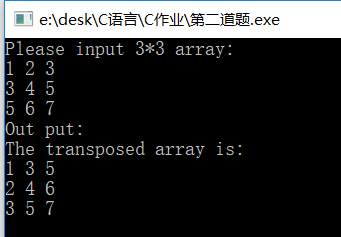 e:\desk\C语言\C作业\第二道题.exe
Please input 3*3 array:
1 2 3
3 4 5
5 6 7
Out put:
The transposed array is:
1 3 5
2 4 6
3 5 7